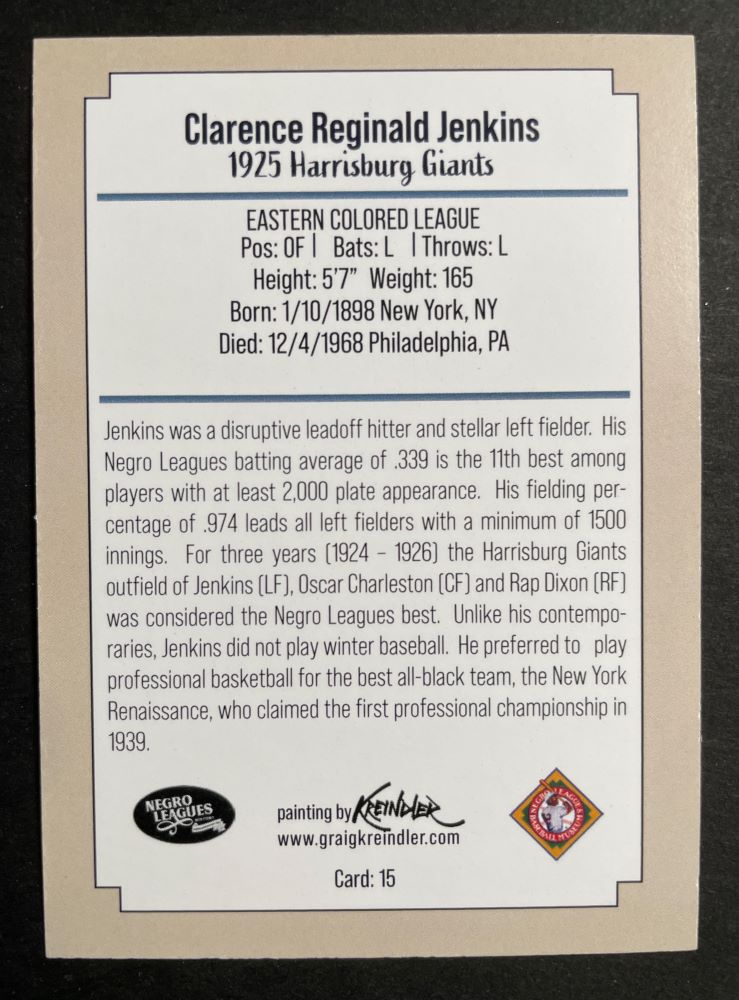 Clarence Reginald Jenkins
1925 Harrisburg Giants
EASTERN COLORED LEAGUE
Pos: OF | Bats: L | Throws: L
Height: 5'7" Weight: 165
Born: 1/10/1898 New York, NY
Died: 12/4/1968 Philadelphia, PA
Jenkins was a disruptive leadoff hitter and stellar left fielder. His
Negro Leagues batting average of .339 is the 11th best among
players with at least 2,000 plate appearance. His fielding per-
centage of .974 leads all left fielders with a minimum of 1500
innings. For three years (1924 – 1926) the Harrisburg Giants
outfield of Jenkins (LF), Oscar Charleston (CF) and Rap Dixon (RF)
was considered the Negro Leagues best. Unlike his contempo-
raries, Jenkins did not play winter baseball. He preferred to play
professional basketball for the best all-black team, the New York
Renaissance, who claimed the first professional championship in
1939.
NEGRO
LEAGUES
painting by KREINDLER
www.graigkreindler.com
NEGRO LEAGUES
BASEBALL MUSEUM
Card: 15